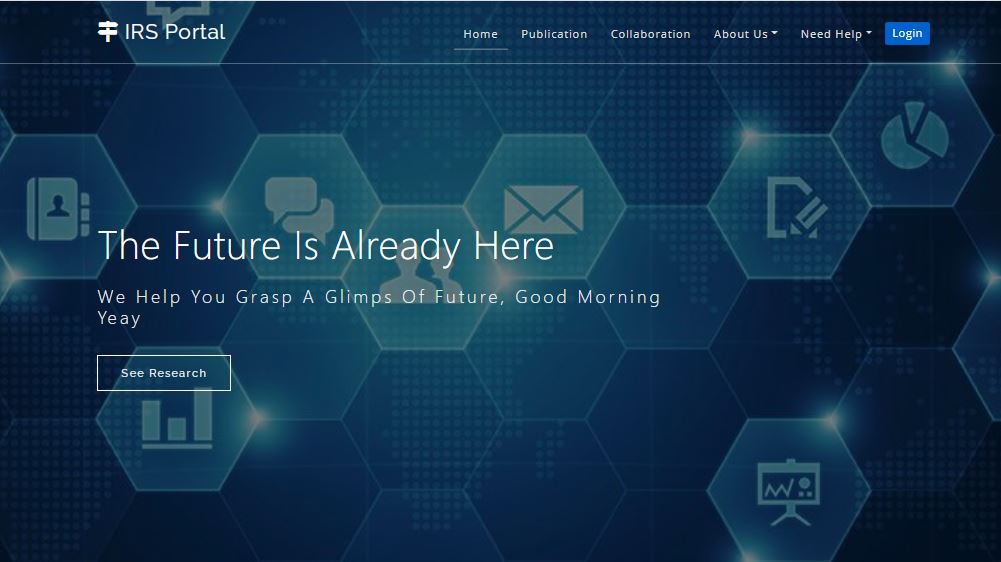 IRS Portal
Home Publication Collaboration About Us Need Help Login
The Future Is Already Here
We Help You Grasp A Glimps Of Future, Good Morning
Yeay
See Research